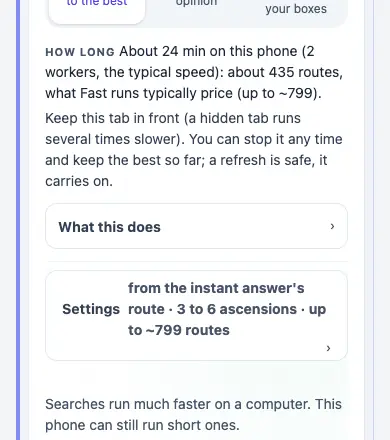 to the best
opinion
your boxes
HOW LONG About 24 min on this phone (2
workers, the typical speed): about 435 routes,
what Fast runs typically price (up to ~799).
Keep this tab in front (a hidden tab runs
several times slower). You can stop it any time
and keep the best so far; a refresh is safe, it
carries on.
What this does ›
from the instant answer's
Settings route · 3 to 6 ascensions · up
to ~799 routes
›
Searches run much faster on a computer. This
phone can still run short ones.